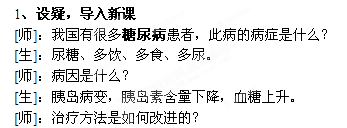 1、设疑，导入新课
[师]：我国有很多糖尿病患者，此病的病症是什么？
[生]：尿糖、多饮、多食、多尿。
[师]：病因是什么？
[生]：胰岛病变，胰岛素含量下降，血糖上升。
[师]：治疗方法是如何改进的？